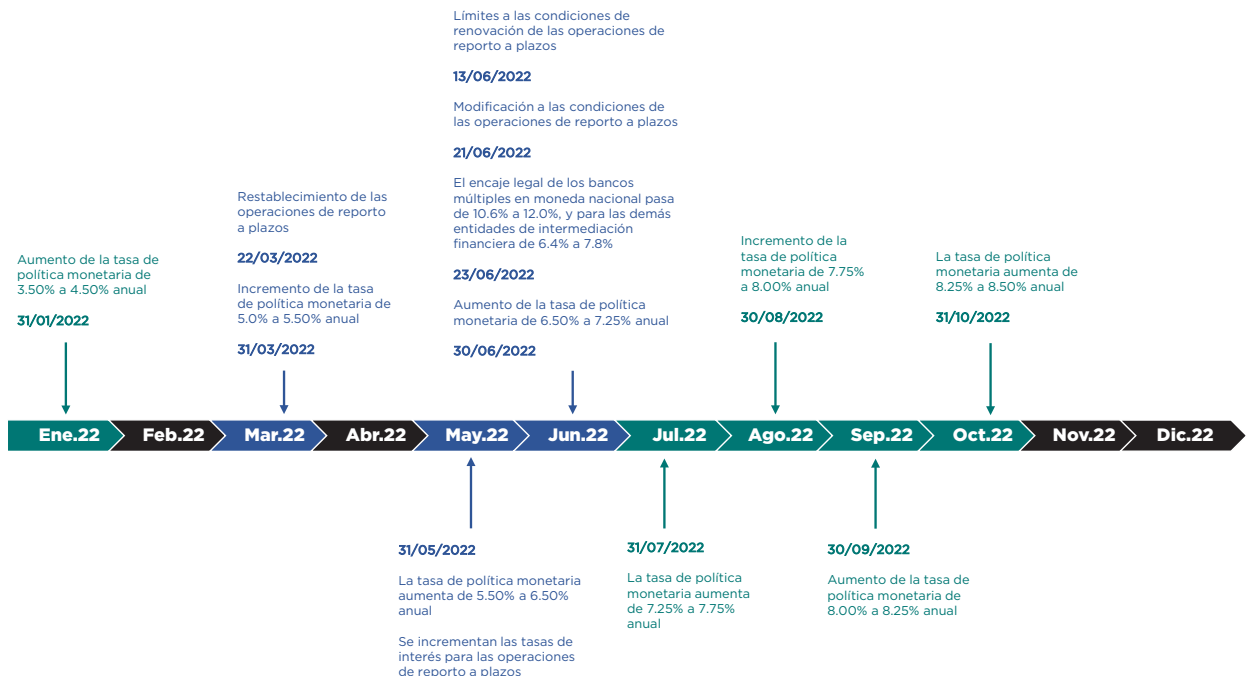 Límites a las condiciones de
renovación de las operaciones de
reporto a plazos
13/06/2022
Modificación a las condiciones de
las operaciones de reporto a plazos
21/06/2022
El encaje legal de los bancos
múltiples en moneda nacional pasa
de 10.6% a 12.0%, y para las demás
entidades de intermediación
financiera de 6.4% a 7.8%
23/06/2022
Aumento de la tasa de política
monetaria de 6.50% a 7.25% anual
30/06/2022
Restablecimiento de las
operaciones de reporto
a plazos
22/03/2022
Incremento de la tasa
de política monetaria de
5.0% a 5.50% anual
31/03/2022
Aumento de la tasa de
política monetaria de
3.50% a 4.50% anual
31/01/2022
Incremento de la
tasa de política
monetaria de 7.75%
a 8.00% anual
30/08/2022
La tasa de política
monetaria aumenta de
8.25% a 8.50% anual
31/10/2022
Ene.22 Feb.22 Mar.22 Abr.22 May.22 Jun.22 Jul.22 Ago.22 Sep.22 Oct.22 Nov.22 Dic.22
31/05/2022
La tasa de política monetaria
aumenta de 5.50% a 6.50%
anual
Se incrementan las tasas de
interés para las operaciones
de reporto a plazos
31/07/2022
La tasa de política
monetaria aumenta
de 7.25% a 7.75%
anual
30/09/2022
Aumento de la tasa de
política monetaria de
8.00% a 8.25% anual